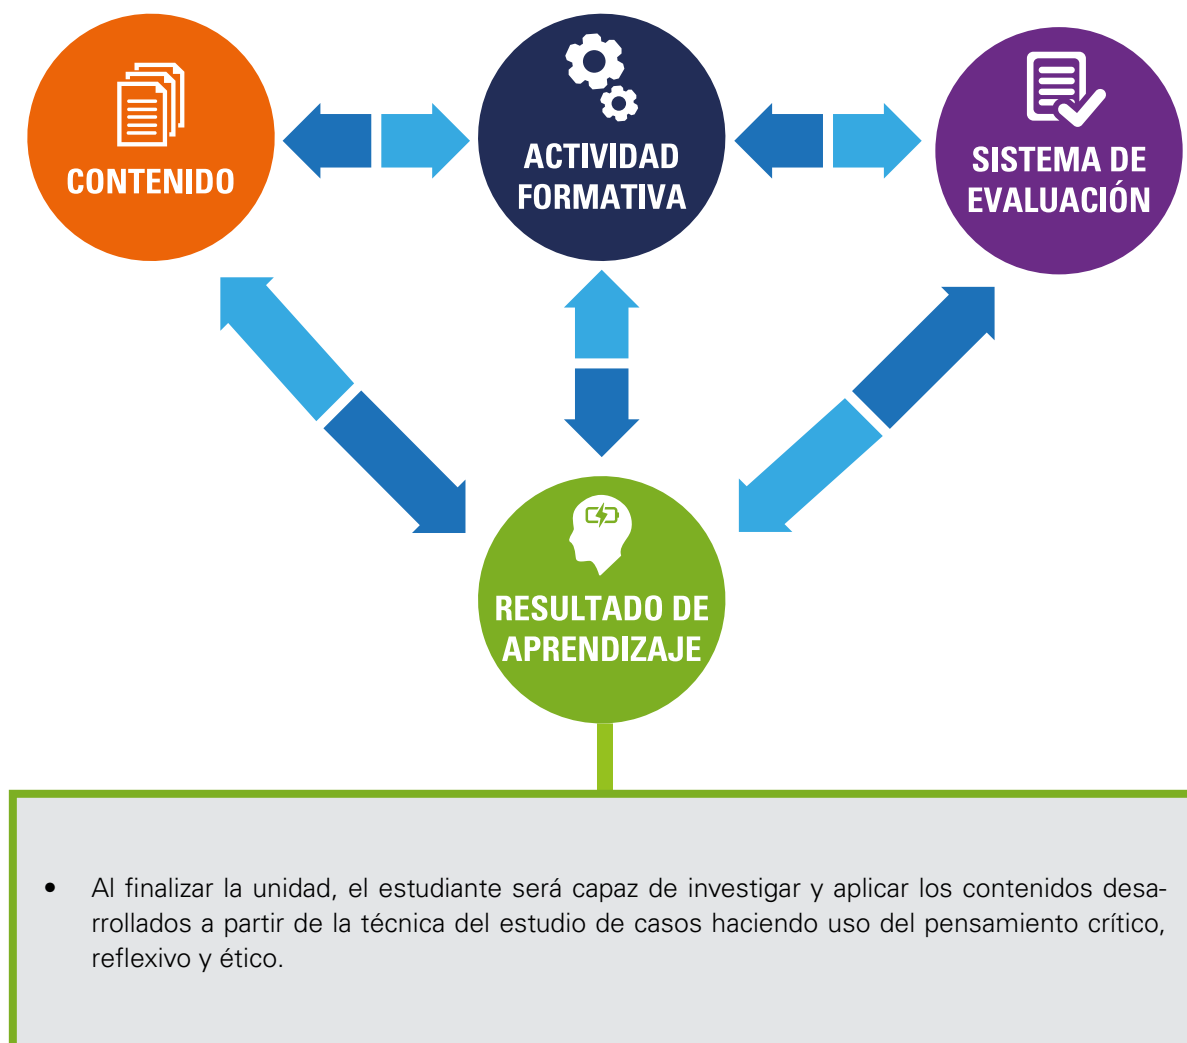 CONTENIDO
ACTIVIDAD
FORMATIVA
SISTEMA DE
EVALUACIÓN
RESULTADO DE
APRENDIZAJE
• Al finalizar la unidad, el estudiante será capaz de investigar y aplicar los contenidos desa-
rrollados a partir de la técnica del estudio de casos haciendo uso del pensamiento crítico,
reflexivo y ético.